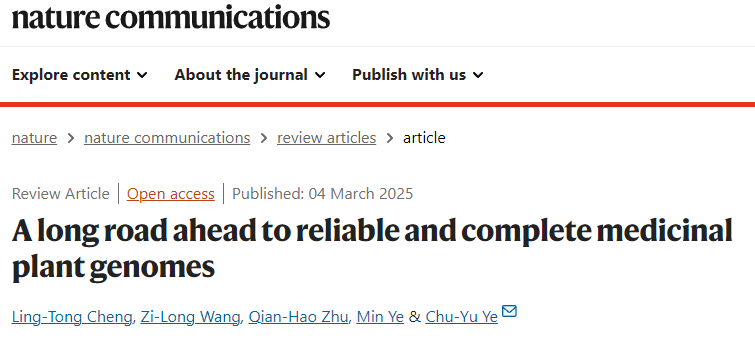 nature communications
Explore content About the journal Publish with us
nature > nature communications > review articles > article
Review Article | Open access | Published: 04 March 2025
A long road ahead to reliable and complete medicinal
plant genomes
Ling-Tong Cheng, Zi-Long Wang, Qian-Hao Zhu, Min Ye & Chu-Yu Ye